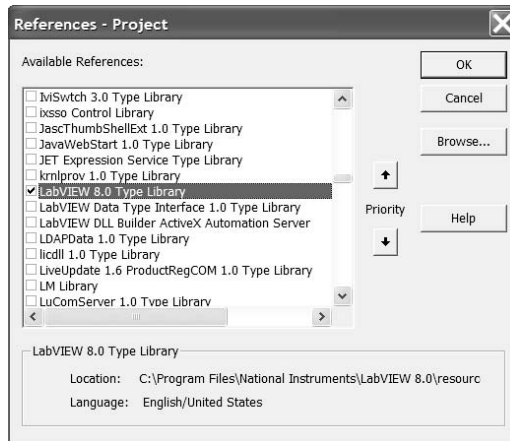 References - Project
Available References:
IviSwtch 3.0 Type Library
ixsso Control Library
JascThumbShellExt 1.0 Type Library
JavaWebStart 1.0 Type Library
JET Expression Service Type Library
krnlprov 1.0 Type Library
LabVIEW 8.0 Type Library
LabVIEW Data Type Interface 1.0 Type Library
LabVIEW DLL Builder ActiveX Automation Server
LDAPData 1.0 Type Library
licdll 1.0 Type Library
LiveUpdate 1.6 ProductRegCOM 1.0 Type Library
LM Library
LuComServer 1.0 Type Library
Priority
OK
Cancel
Browse...
Help
LabVIEW 8.0 Type Library
Location: C:\Program Files\National Instruments\LabVIEW 8.0\resourc
Language: English/United States